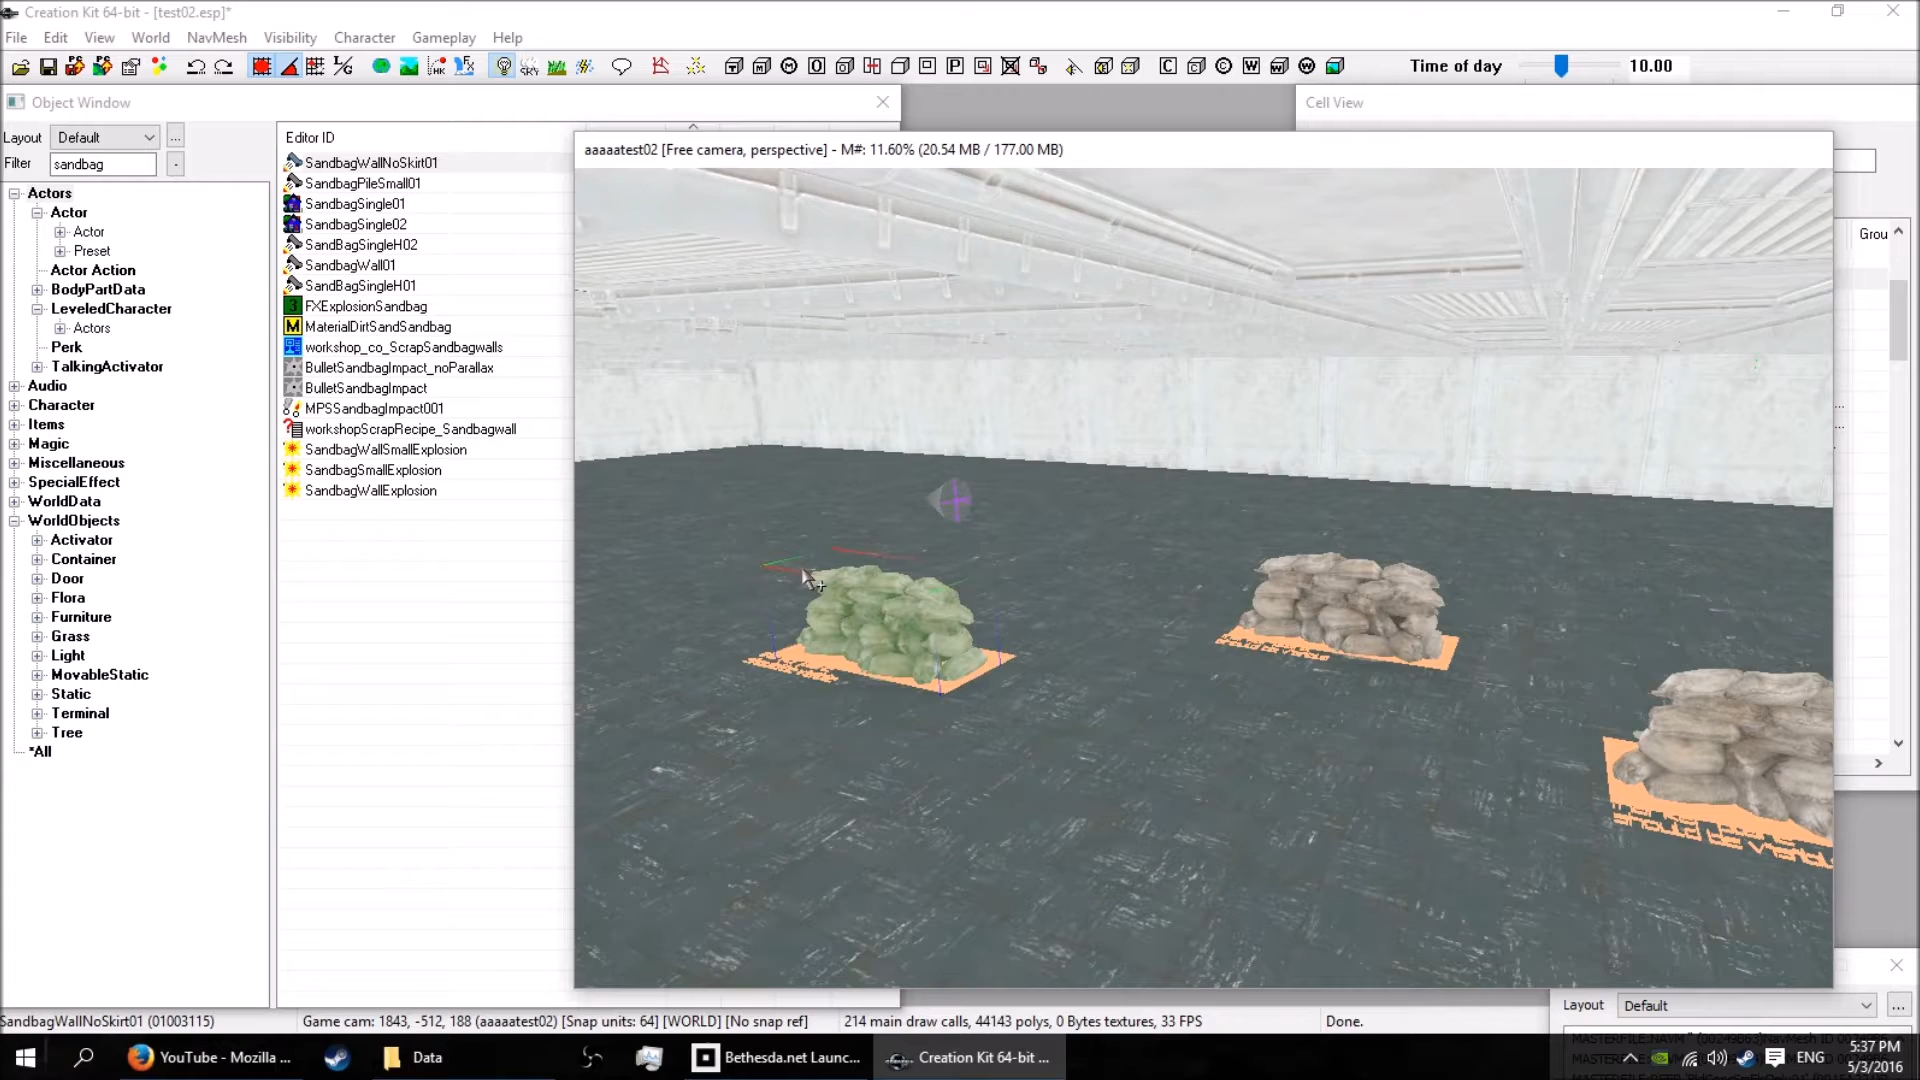 Creation Kit 64-bit - [test02.esp]*
File Edit View World NavMesh Visibility Character Gameplay Help
Time of day 10.00
Object Window
Cell View
Layout Default ...
Filter sandbag
Editor ID
Actors
Actor
Actor
Preset
Actor Action
BodyPartData
LeveledCharacter
Actors
Perk
TalkingActivator
Audio
Character
Items
Magic
Miscellaneous
SpecialEffect
WorldData
WorldObjects
Activator
Container
Door
Flora
Furniture
Grass
Light
MovableStatic
Static
Terminal
Tree
*All
SandbagWallNoSkirt01
SandbagPileSmall01
SandbagSingle01
SandbagSingle02
SandBagSingleH02
SandbagWall01
SandBagSingleH01
FXExplosionSandbag
MaterialDirtSandSandbag
workshop_co_ScrapSandbagwalls
BulletSandbagImpact_noParallax
BulletSandbagImpact
MPSSandbagImpact001
workshopScrapRecipe_Sandbagwall
SandbagWallSmallExplosion
SandbagSmallExplosion
SandbagWallExplosion
aaaaatest02 [Free camera, perspective] - M#: 11.60% (20.54 MB / 177.00 MB)
Grou
should be
Layout Default ...
SandbagWallNoSkirt01 (01003115)
Game cam: 1843, -512, 188 (aaaaatest02) [Snap units: 64] [WORLD] [No snap ref]
214 main draw calls, 44143 polys, 0 Bytes textures, 33 FPS
Done.
YouTube - Mozilla ...
Data
Bethesda.net Launc...
Creation Kit 64-bit ...
ENG
5:37 PM
5/3/2016